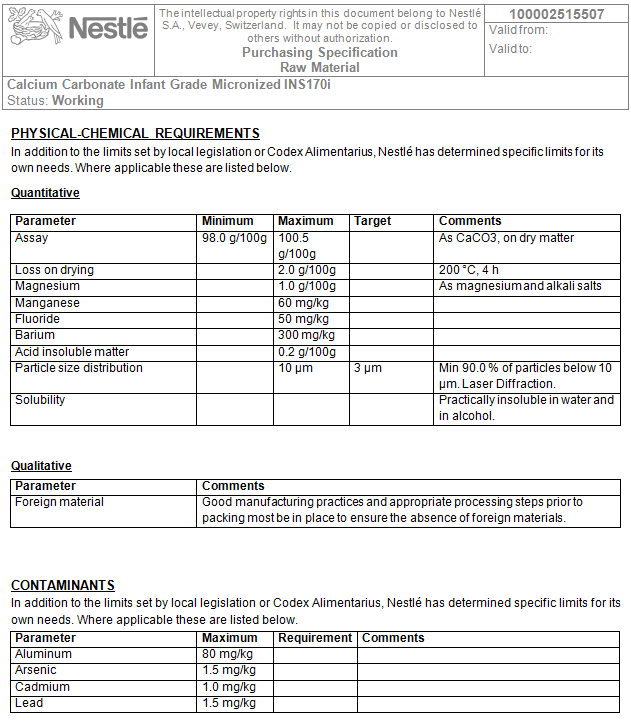 Nestlé
The intellectual property rights in this document belong to Nestlé
S.A., Vevey, Switzerland. It may not be copied or disclosed to
others without authorization.
Purchasing Specification
Raw Material
100002515507
Valid from:
Valid to:
Calcium Carbonate Infant Grade Micronized INS170i
Status: Working
PHYSICAL-CHEMICAL REQUIREMENTS
In addition to the limits set by local legislation or Codex Alimentarius, Nestlé has determined specific limits for its
own needs. Where applicable these are listed below.
Quantitative
Parameter Minimum Maximum Target Comments
Assay 98.0 g/100g 100.5 As CaCO3, on dry matter
g/100g
Loss on drying 2.0 g/100g 200 °C, 4 h
Magnesium 1.0 g/100g As magnesium and alkali salts
Manganese 60 mg/kg
Fluoride 50 mg/kg
Barium 300 mg/kg
Acid insoluble matter 0.2 g/100g
Particle size distribution 10 µm 3 µm Min 90.0 % of particles below 10
µm. Laser Diffraction.
Solubility Practically insoluble in water and
in alcohol.
Qualitative
Parameter Comments
Foreign material Good manufacturing practices and appropriate processing steps prior to
packing most be in place to ensure the absence of foreign materials.
CONTAMINANTS
In addition to the limits set by local legislation or Codex Alimentarius, Nestlé has determined specific limits for its
own needs. Where applicable these are listed below.
Parameter Maximum Requirement Comments
Aluminum 80 mg/kg
Arsenic 1.5 mg/kg
Cadmium 1.0 mg/kg
Lead 1.5 mg/kg